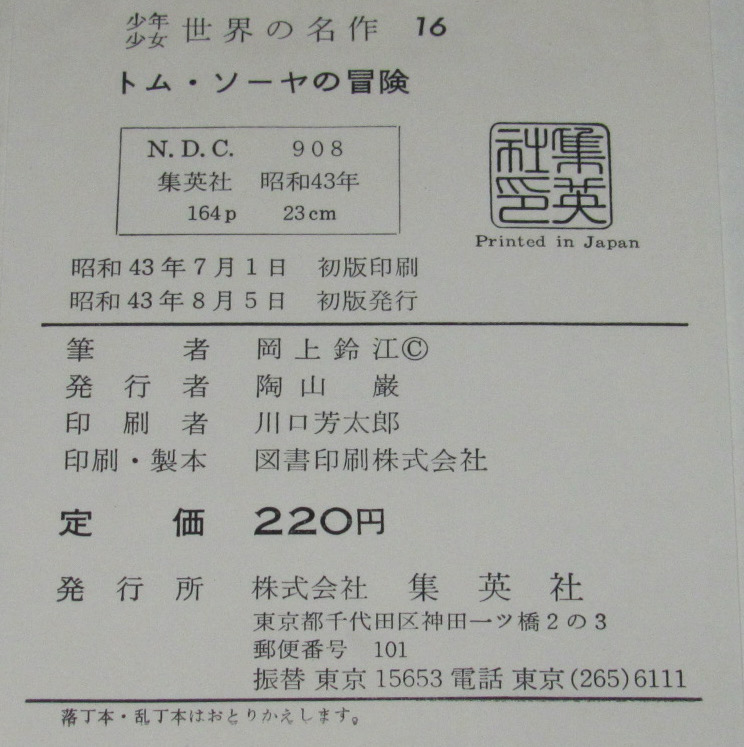 少年少女 世界の名作 16
トム・ソーヤの冒険
N.D.C. 908
集英社 昭和43年
164p 23cm
集英社印
Printed in Japan
昭和43年7月1日 初版印刷
昭和43年8月5日 初版発行
筆者 岡上鈴江©
発行者 陶山 巌
印刷者 川口芳太郎
印刷・製本 図書印刷株式会社
定価 220円
発行所 株式会社 集英社
東京都千代田区神田一ツ橋2の3
郵便番号 101
振替 東京 15653 電話 東京(265)6111
落丁本・乱丁本はおとりかえします。